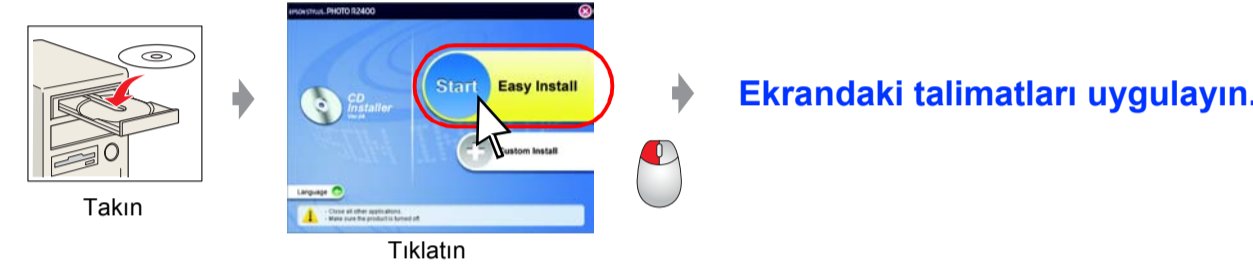 EPSON STYLUS PHOTO R2400
Start Easy Install
CD
Installer
Custom Install
Language
- Close all other applications.
- Make sure the product is turned off.
Takın
Tıklatın
Ekrandaki talimatları uygulayın.